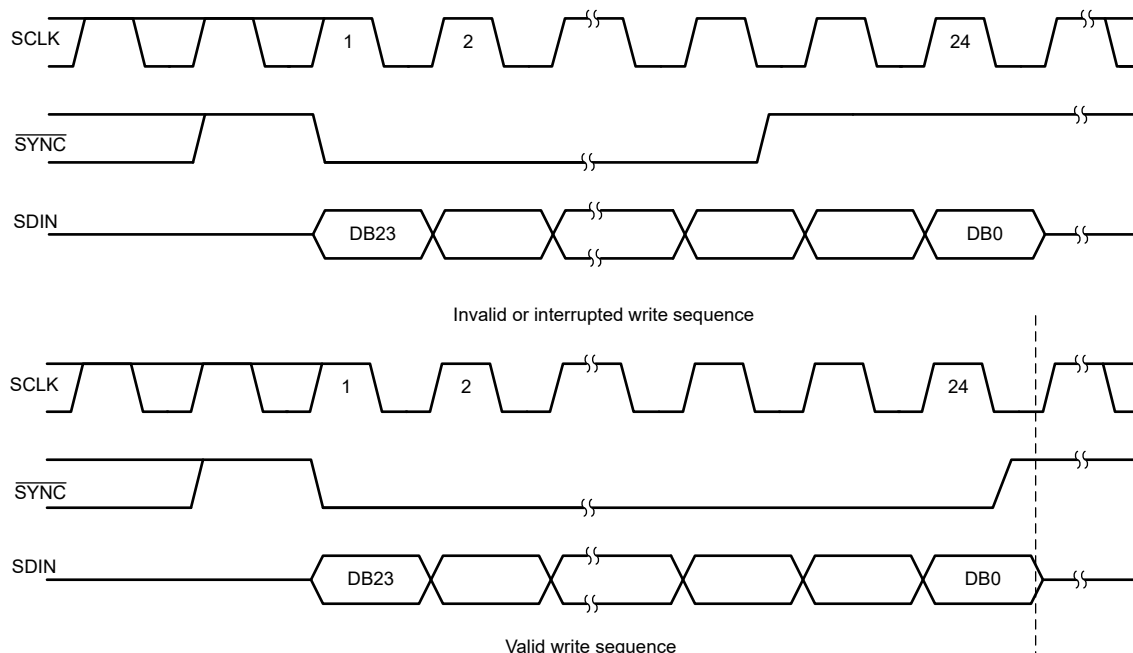 SCLK 1 2 24
SYNC
SDIN DB23 DB0
Invalid or interrupted write sequence
SCLK 1 2 24
SYNC
SDIN DB23 DB0
Valid write sequence